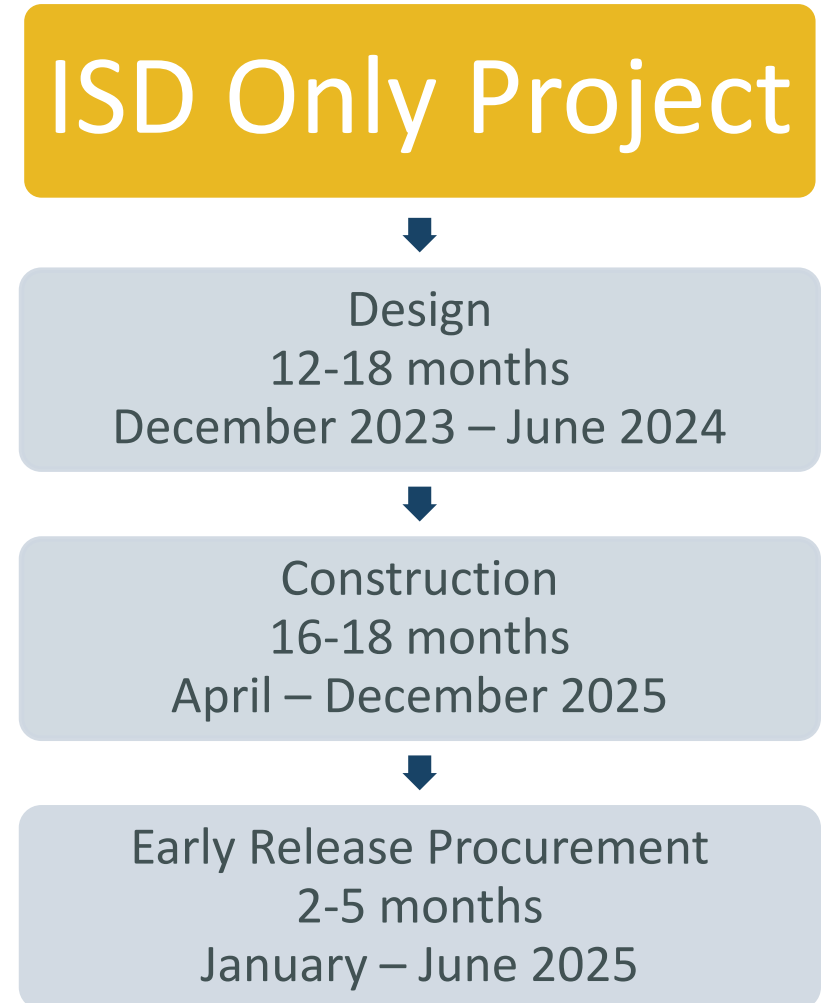 ISD Only Project
Design
12-18 months
December 2023 – June 2024
Construction
16-18 months
April – December 2025
Early Release Procurement
2-5 months
January – June 2025